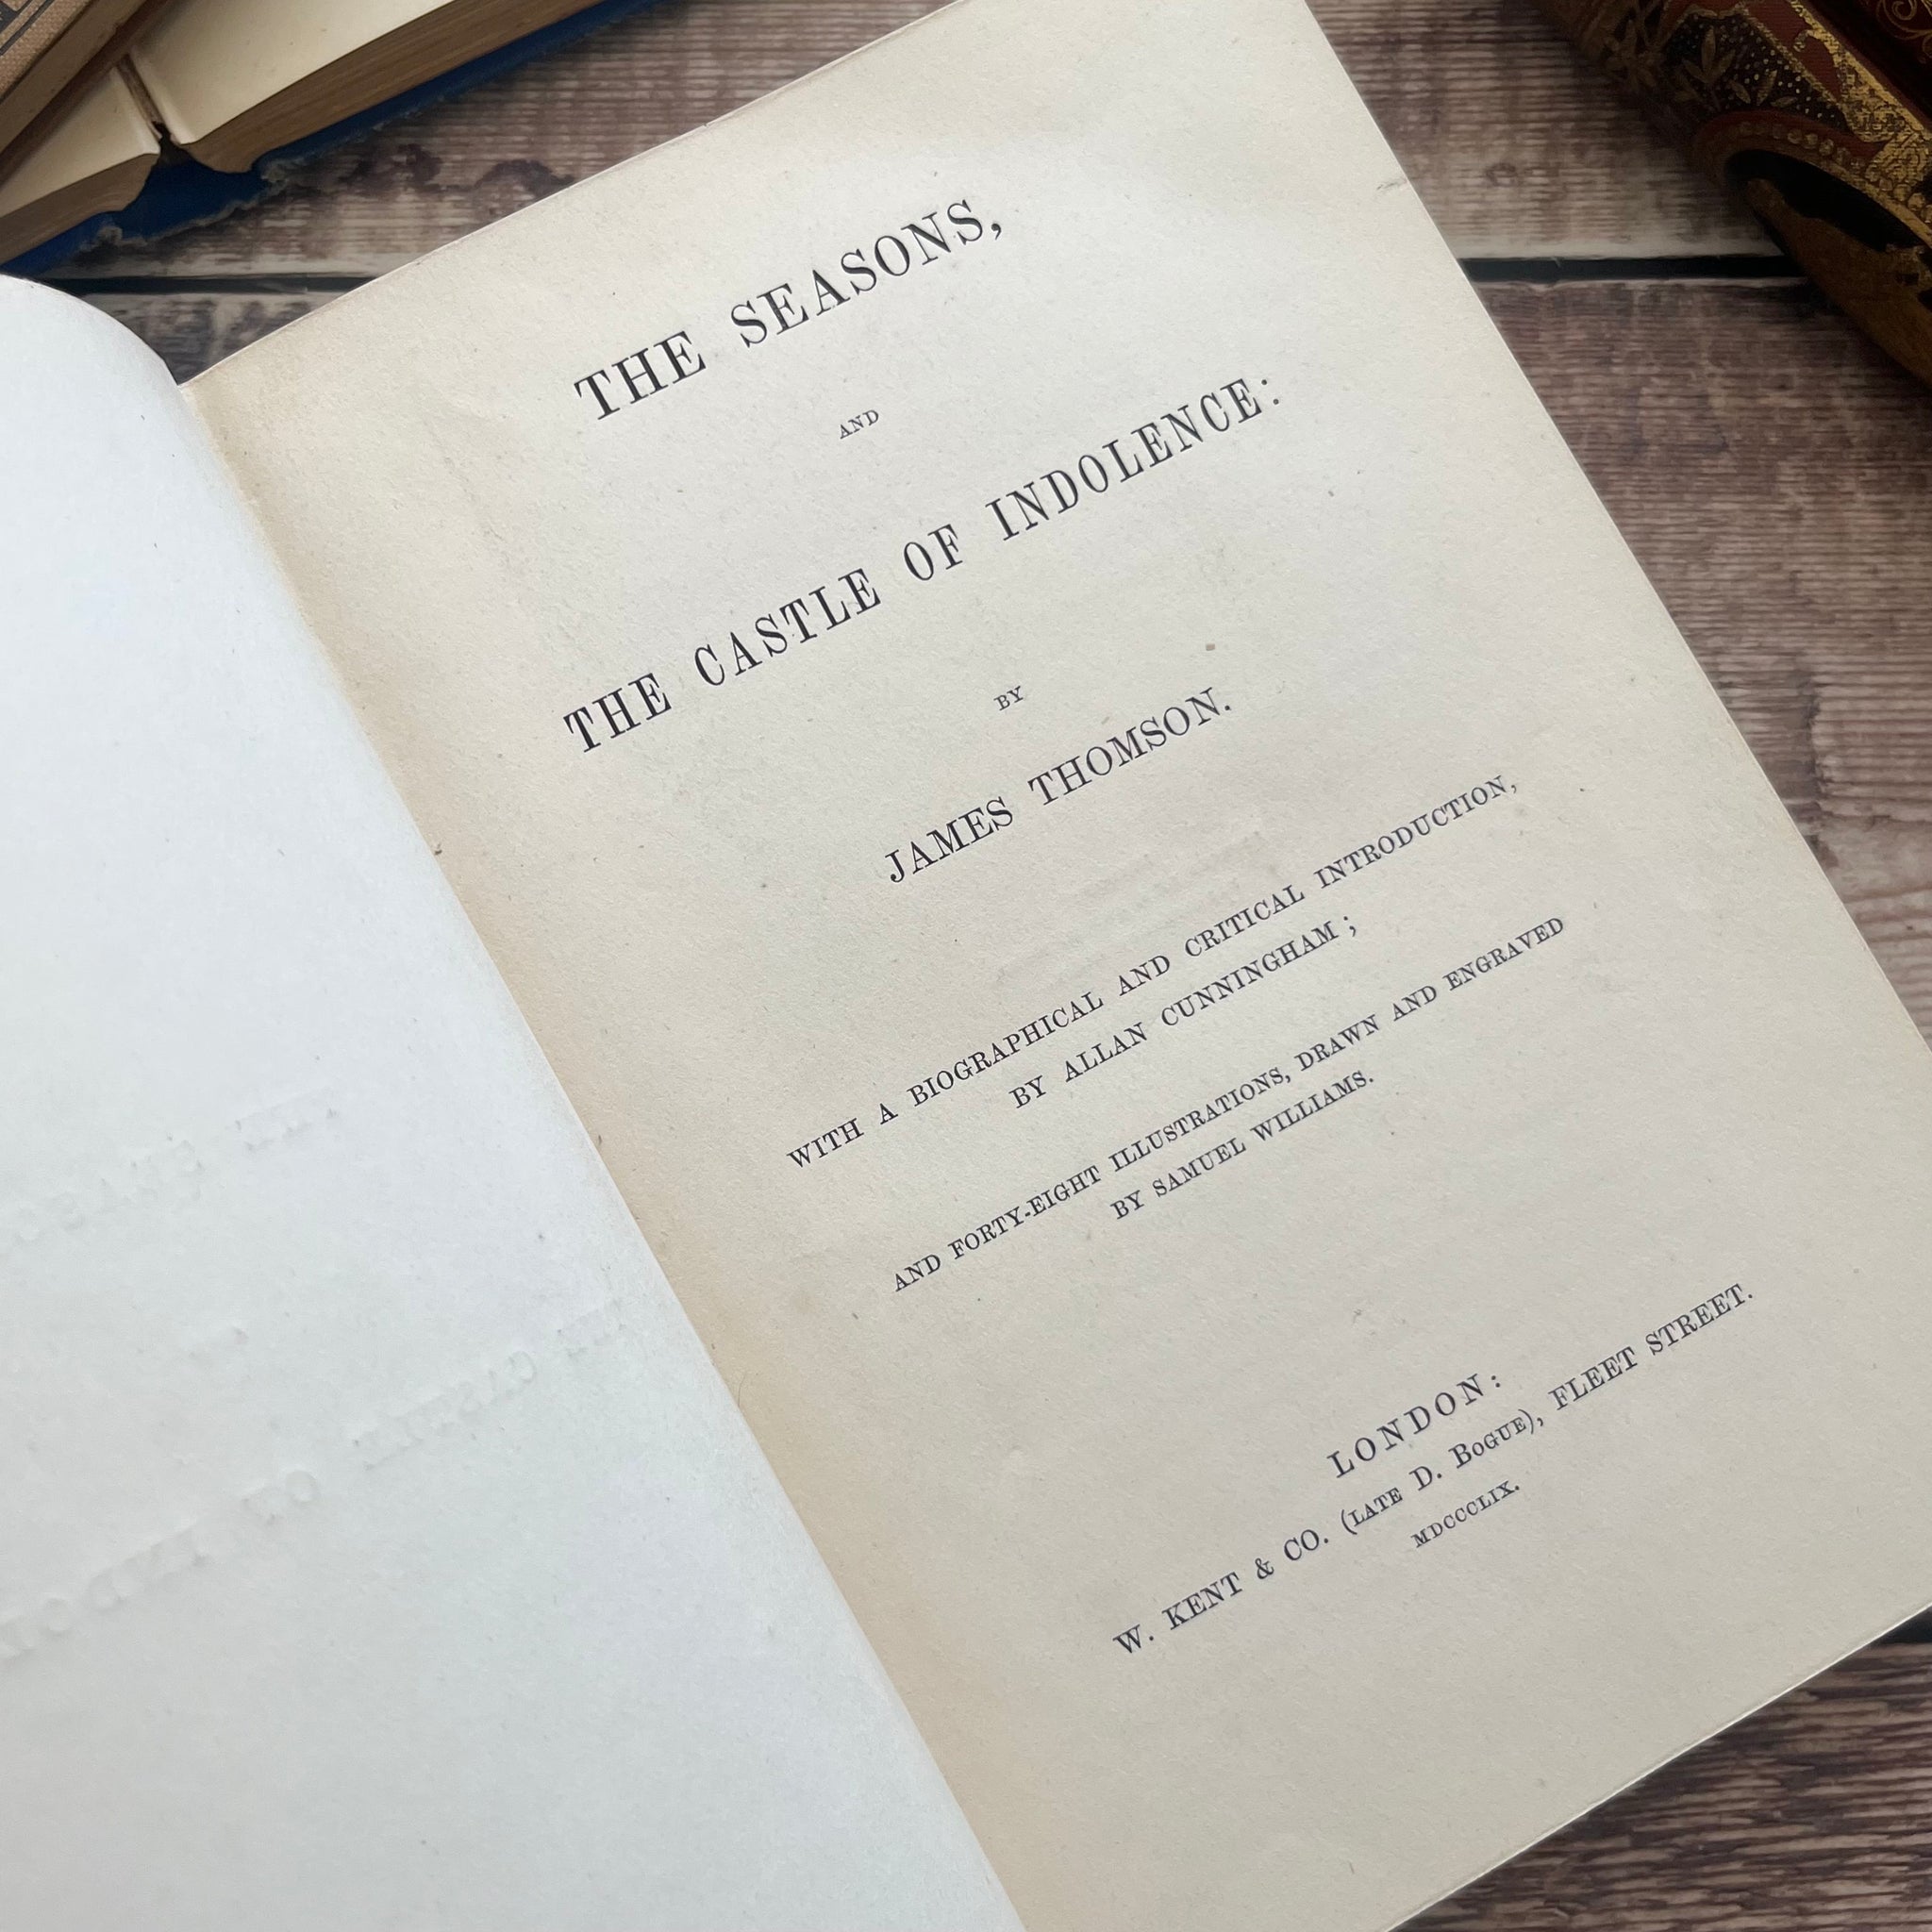 THE SEASONS,
AND
THE CASTLE OF INDOLENCE:
BY
JAMES THOMSON.
WITH A BIOGRAPHICAL AND CRITICAL INTRODUCTION,
BY ALLAN CUNNINGHAM;
AND FORTY-EIGHT ILLUSTRATIONS, DRAWN AND ENGRAVED
BY SAMUEL WILLIAMS.
LONDON:
W. KENT & CO. (LATE D. BOGUE), FLEET STREET.
MDCCCLIX.